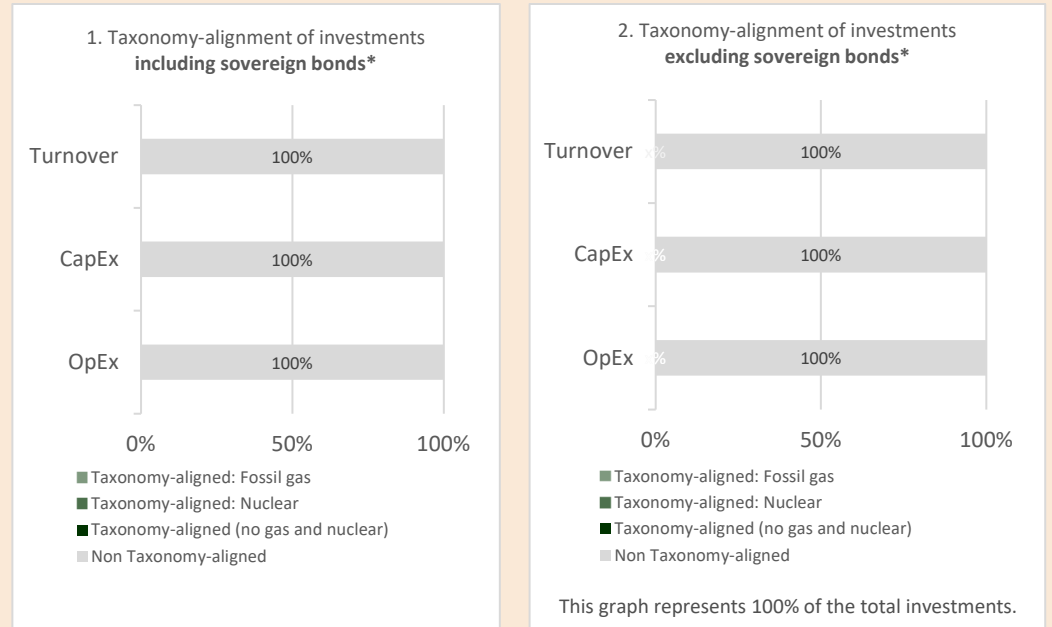 1. Taxonomy-alignment of investments
including sovereign bonds*
Turnover
100%
CapEx
100%
OpEx
100%
0%
50%
100%
Taxonomy-aligned: Fossil gas
Taxonomy-aligned: Nuclear
Taxonomy-aligned (no gas and nuclear)
Non Taxonomy-aligned
2. Taxonomy-alignment of investments
excluding sovereign bonds*
Turnover
x%
100%
CapEx
%
100%
OpEx
%
100%
0%
50%
100%
Taxonomy-aligned: Fossil gas
Taxonomy-aligned: Nuclear
Taxonomy-aligned (no gas and nuclear)
Non Taxonomy-aligned
This graph represents 100% of the total investments.